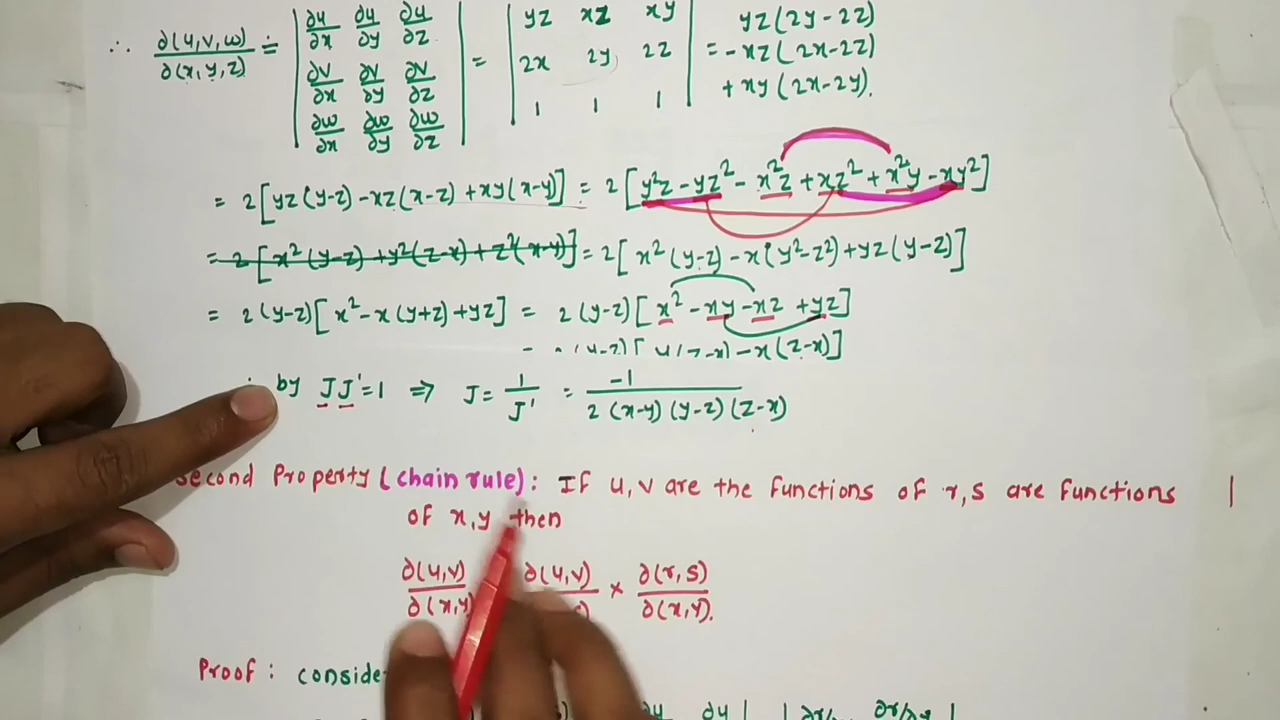 ∴ ∂(u,v,w)/∂(x,y,z) = | ∂u/∂x ∂u/∂y ∂u/∂z ; ∂v/∂x ∂v/∂y ∂v/∂z ; ∂w/∂x ∂w/∂y ∂w/∂z | = | yz xz xy ; 2x 2y 2z ; 1 1 1 | = yz(2y-2z) -xz(2x-2z) + xy(2x-2y).
= 2[yz(y-z)-xz(x-z)+xy(x-y)] = 2[y²z-yz²-x²z+xz²+x²y-xy²]
= 2[x²(y-z)+y²(z-x)+z²(x-y)] = 2[x²(y-z)-x(y²-z²)+yz(y-z)]
= 2(y-z)[x²-x(y+z)+yz] = 2(y-z)[x²-xy-xz+yz]
(y-z)[y(z-x)-x(z-x)]
by JJ'=1 ⇒ J = 1/J' = -1/2(x-y)(y-z)(z-x)
Second Property (chain rule): If u,v are the functions of r,s are functions
of x,y then
∂(u,v)/∂(x,y) ∂(u,v) × ∂(r,s)/∂(x,y).
Proof: conside